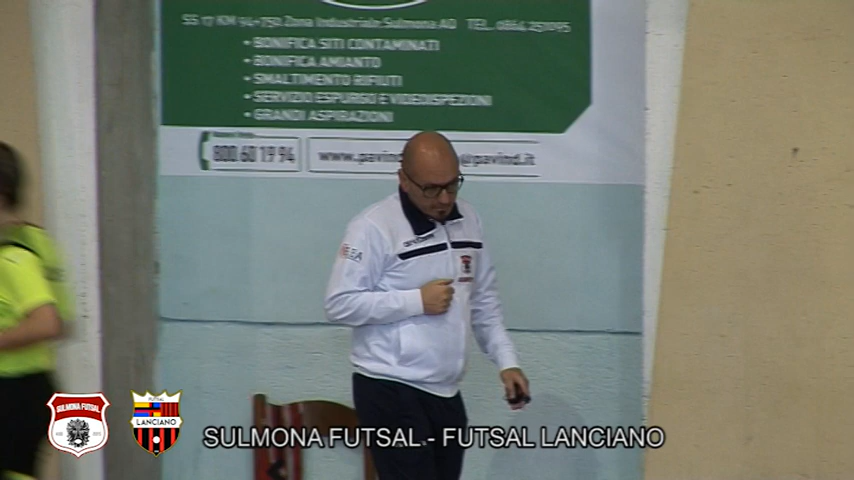 SS 17 KM 94+750 Zona Industriale Sulmona AQ TEL. 0864 251095
• BONIFICA SITI CONTAMINATI
• BONIFICA AMIANTO
• SMALTIMENTO RIFIUTI
• SERVIZIO ESPURGO E VIDEOISPEZIONI
• GRANDI ASPIRAZIONI
800 60 19 94
www.pavind @pavind.it
SULMONA FUTSAL
FUTSAL
LANCIANO
SULMONA FUTSAL - FUTSAL LANCIANO